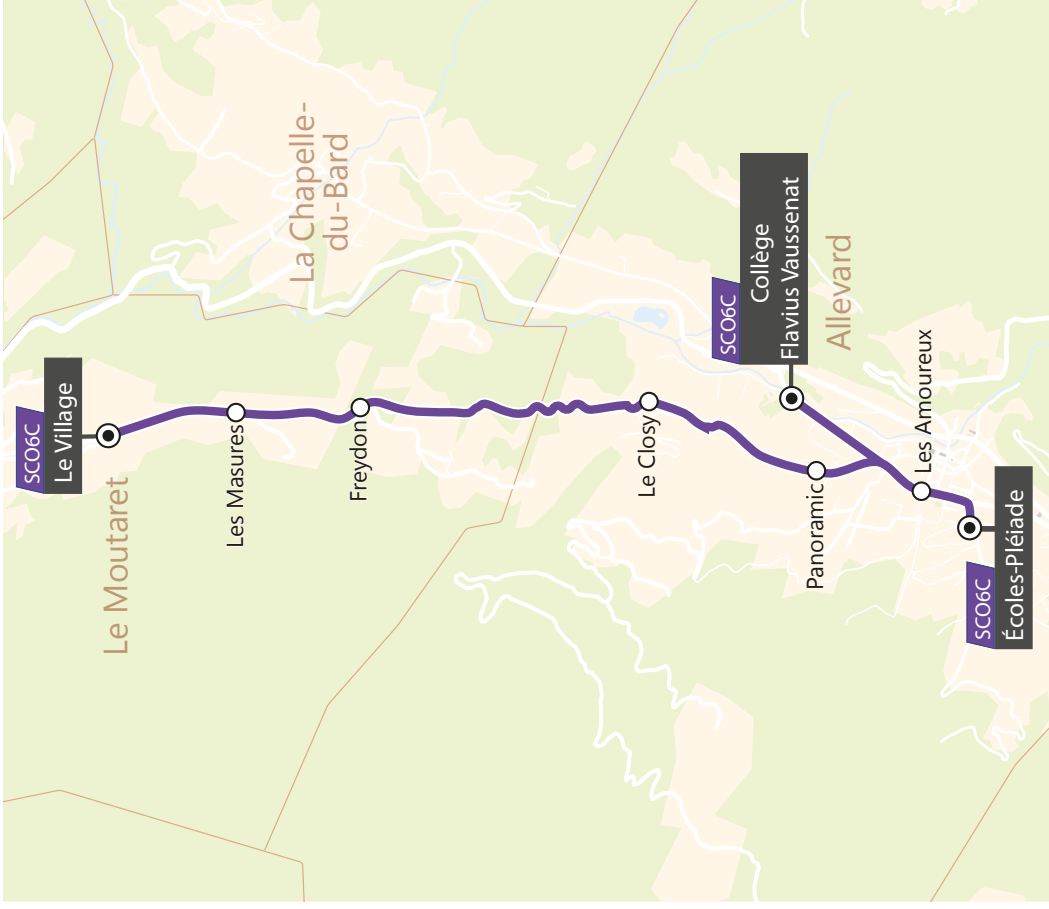 SCO6C
Le Village
Le Moutaret
Les Masures
Freydon
La Chapelle-
du-Bard
Le Closy
Panoramic
SCO6C
Collège
Flavius Vaussenat
Allevard
Les Amoureux
SCO6C
Écoles-Pléiade